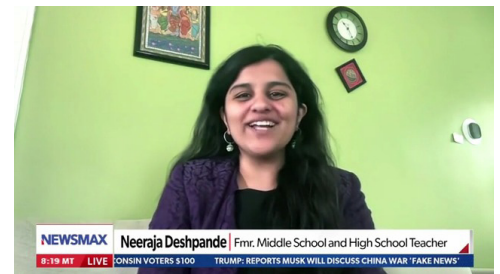 NEWSMAX
Neeraja Deshpande | Fmr. Middle School and High School Teacher
8:19 MT LIVE CONSIN VOTERS $100 TRUMP: REPORTS MUSK WILL DISCUSS CHINA WAR 'FAKE NEWS'